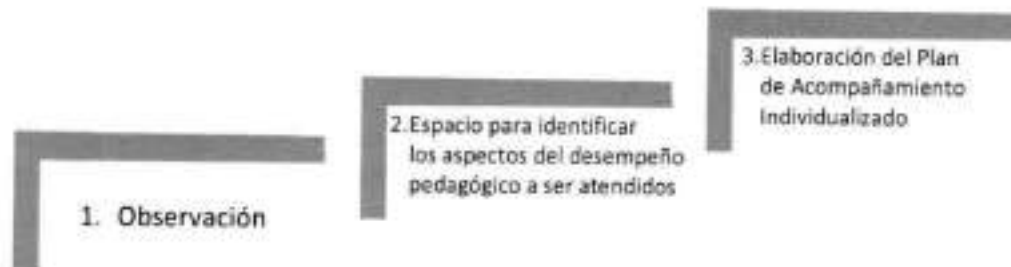 1. Observación
2.Espacio para identificar
los aspectos del desempeño
pedagógico a ser atendidos
3.Elaboración del Plan
de Acompañamiento
Individualizado